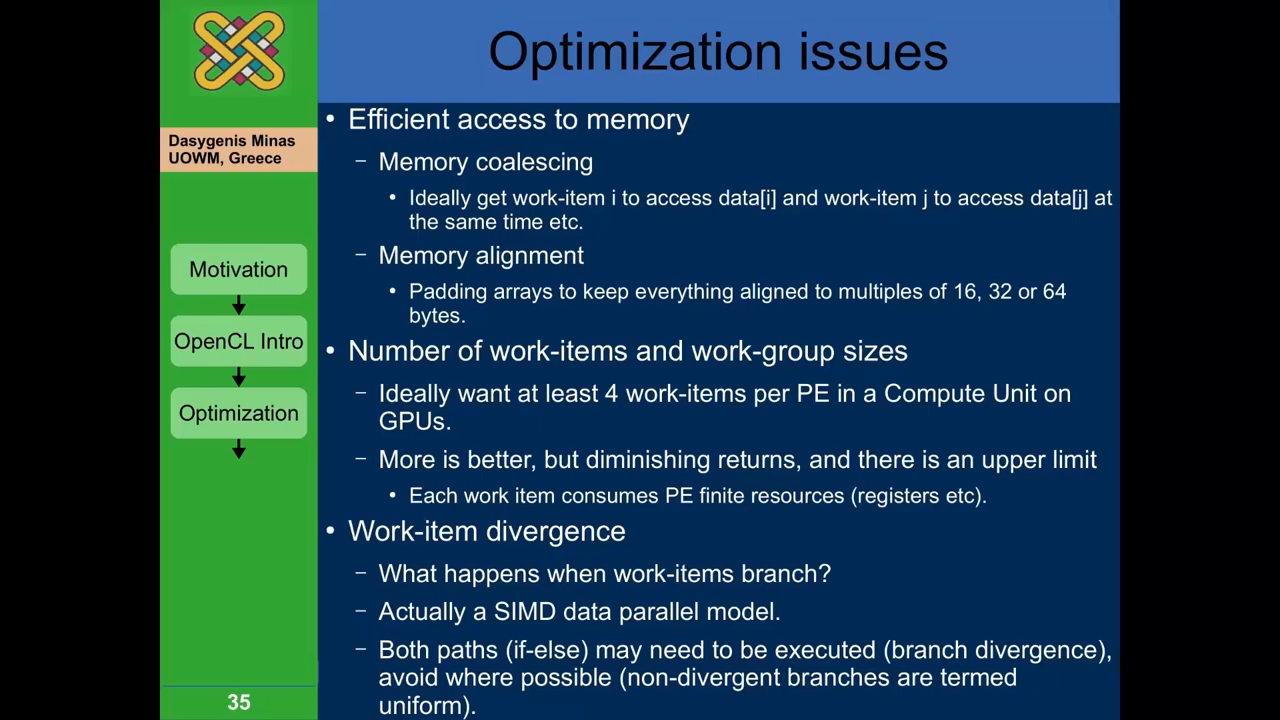 Optimization issues
Dasygenis Minas
UOWM, Greece
Motivation
OpenCL Intro
Optimization
35
• Efficient access to memory
– Memory coalescing
• Ideally get work-item i to access data[i] and work-item j to access data[j] at
the same time etc.
– Memory alignment
• Padding arrays to keep everything aligned to multiples of 16, 32 or 64
bytes.
• Number of work-items and work-group sizes
– Ideally want at least 4 work-items per PE in a Compute Unit on
GPUs.
– More is better, but diminishing returns, and there is an upper limit
• Each work item consumes PE finite resources (registers etc).
• Work-item divergence
– What happens when work-items branch?
– Actually a SIMD data parallel model.
– Both paths (if-else) may need to be executed (branch divergence),
avoid where possible (non-divergent branches are termed
uniform).